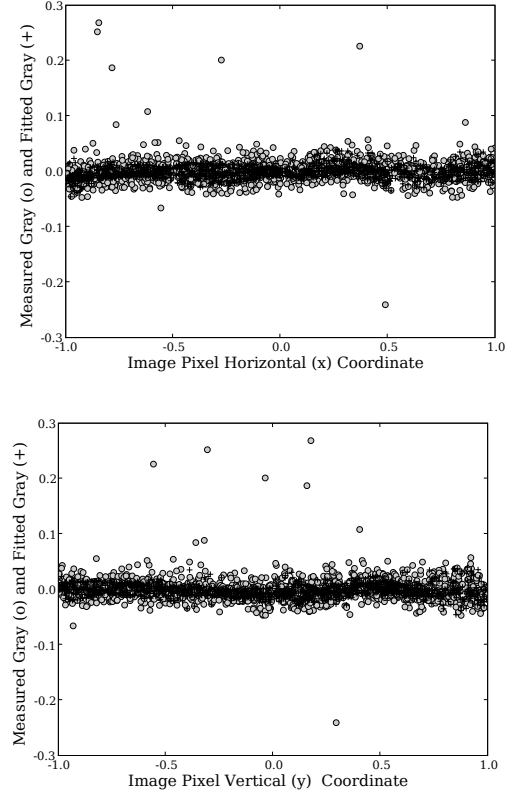 0.3
0.2
0.1
0.0
-0.1
-0.2
-0.3
Measured Gray (o) and Fitted Gray (+)
-1.0 -0.5 0.0 0.5 1.0
Image Pixel Horizontal (x) Coordinate
0.3
0.2
0.1
0.0
-0.1
-0.2
-0.3
Measured Gray (o) and Fitted Gray (+)
-1.0 -0.5 0.0 0.5 1.0
Image Pixel Vertical (y) Coordinate